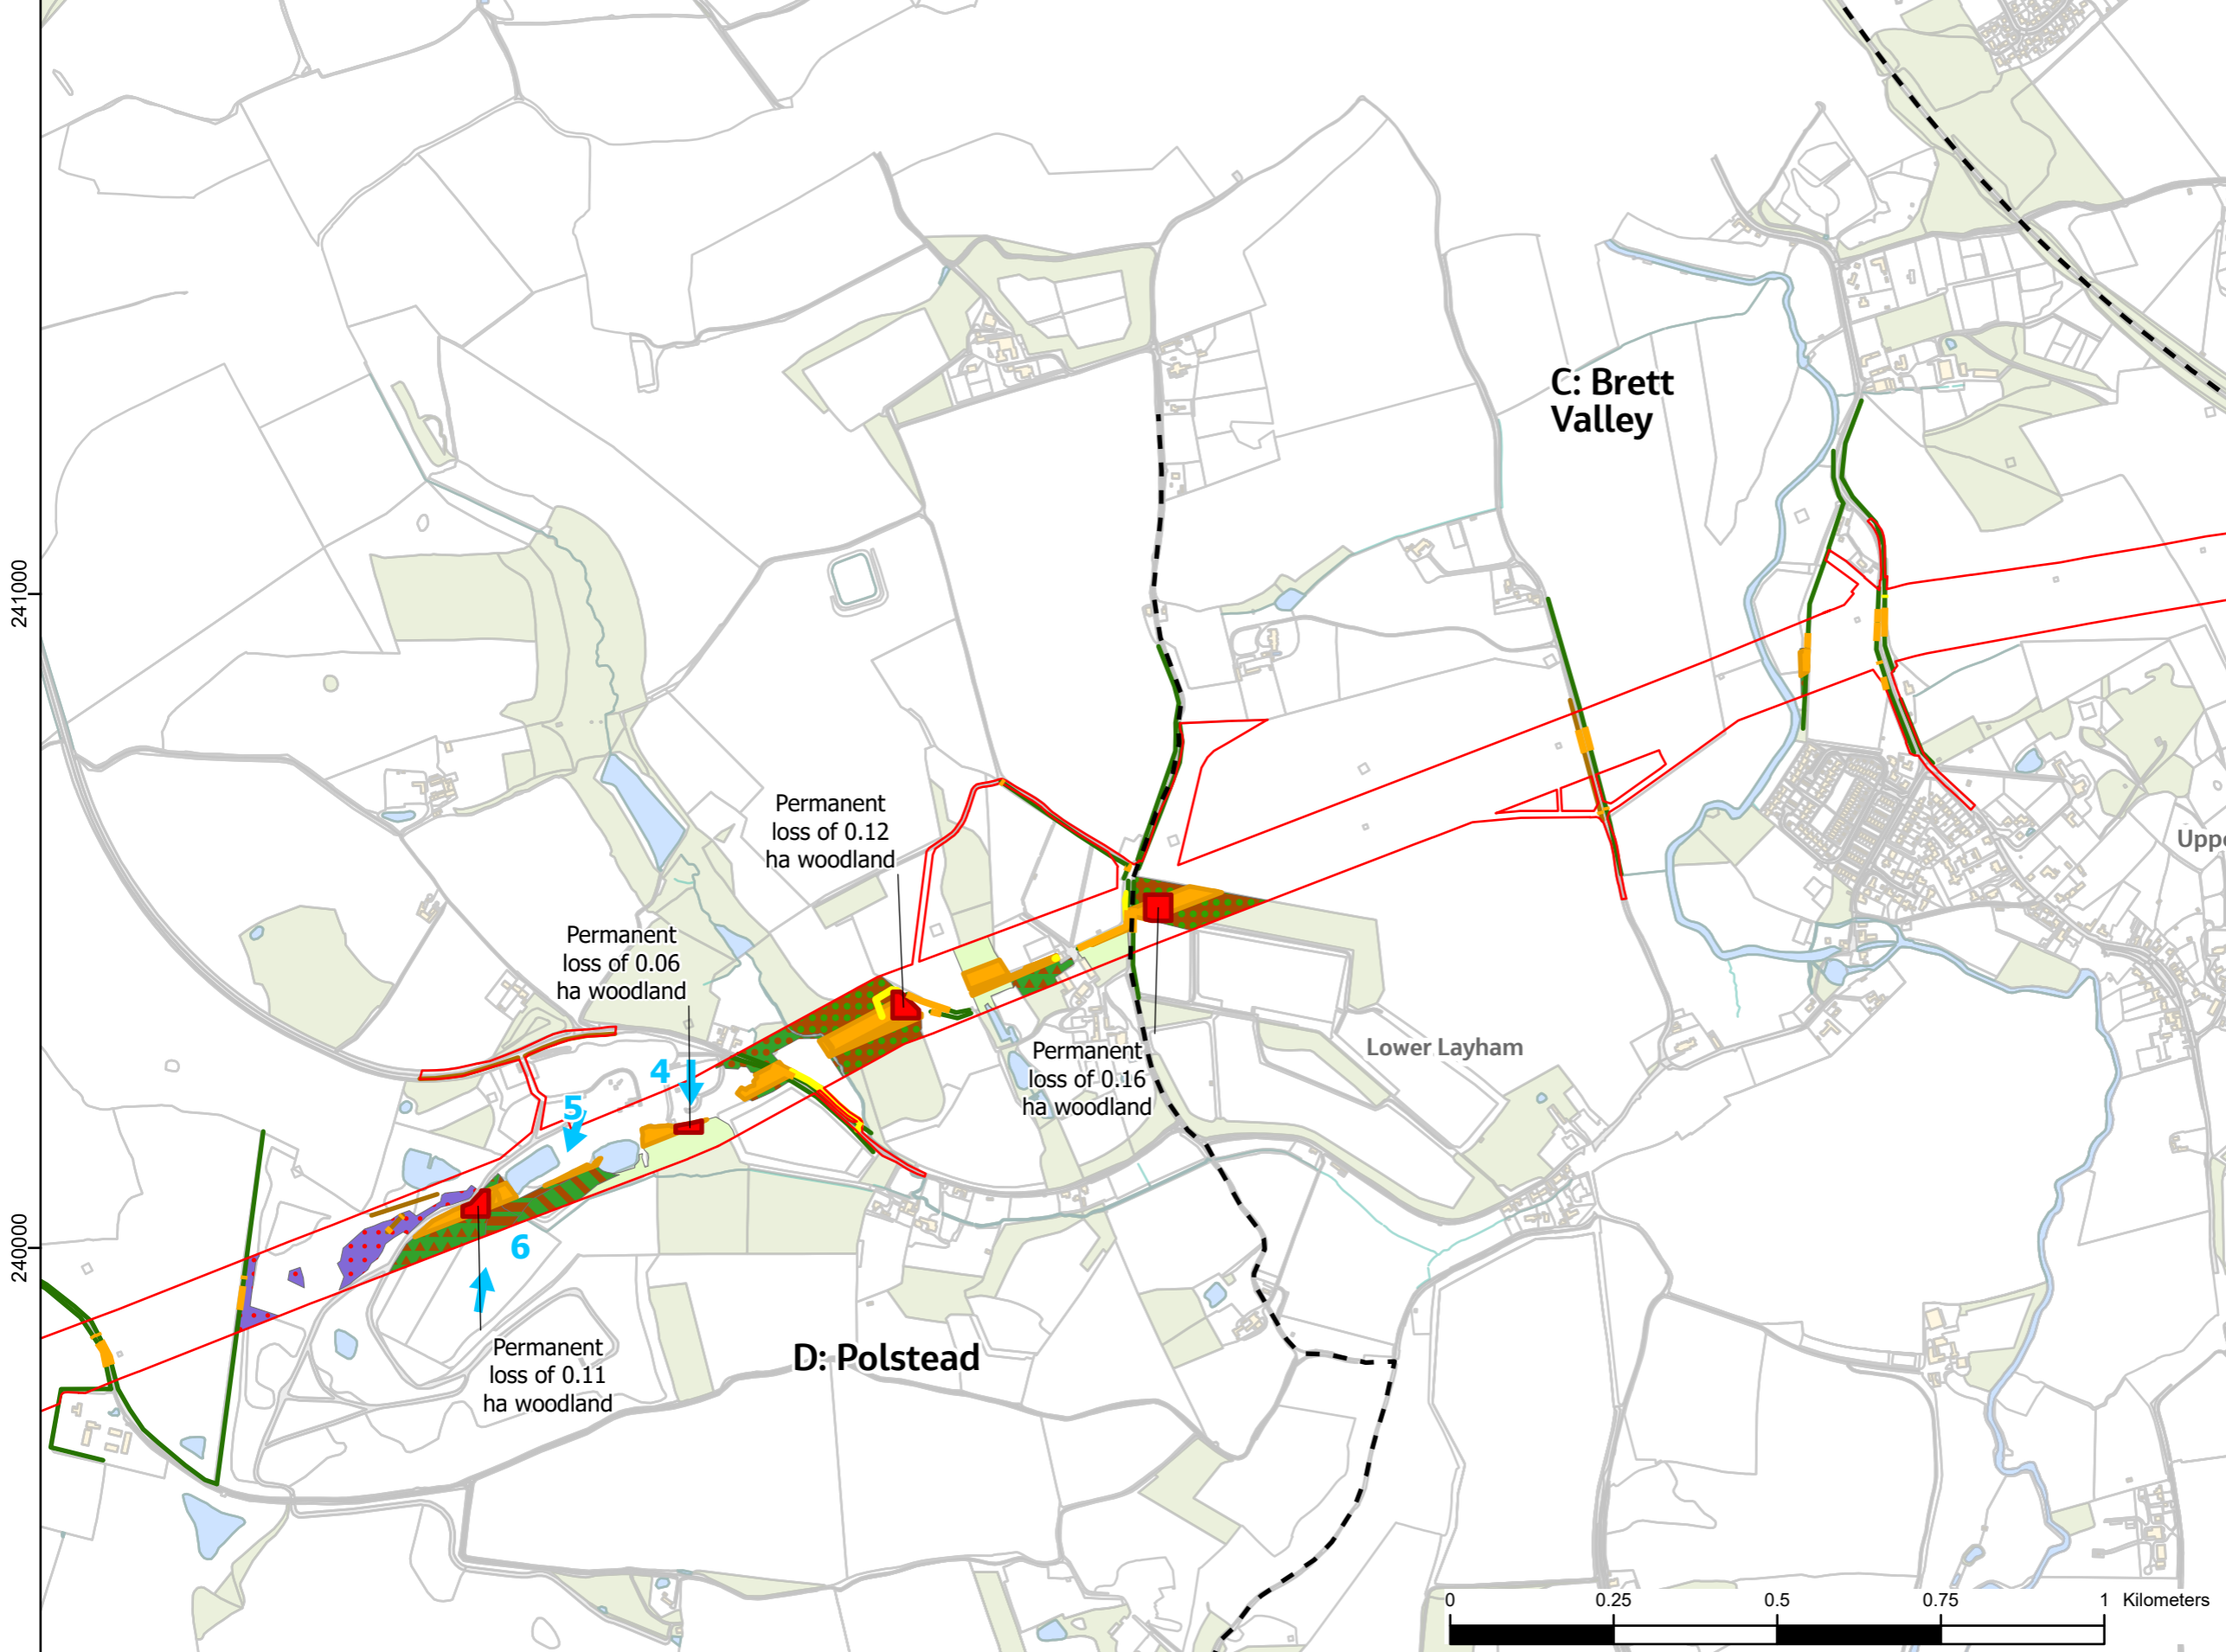 C: Brett
Valley
241000
Permanent
loss of 0.12
ha woodland
Permanent
loss of 0.06
ha woodland
4
5
6
Permanent
loss of 0.16
ha woodland
Lower Layham
240000
Permanent
loss of 0.11
ha woodland
D: Polstead
0 0.25 0.5 0.75 1 Kilometers